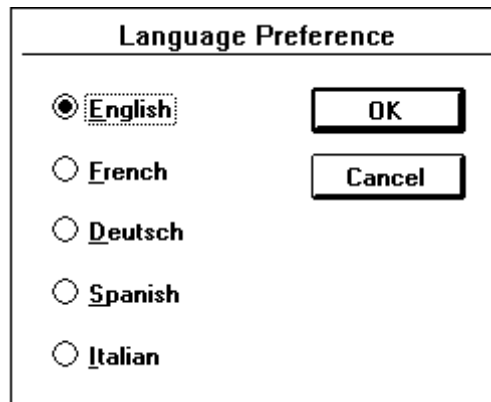 Language Preference
English
OK
French
Cancel
Deutsch
Spanish
Italian